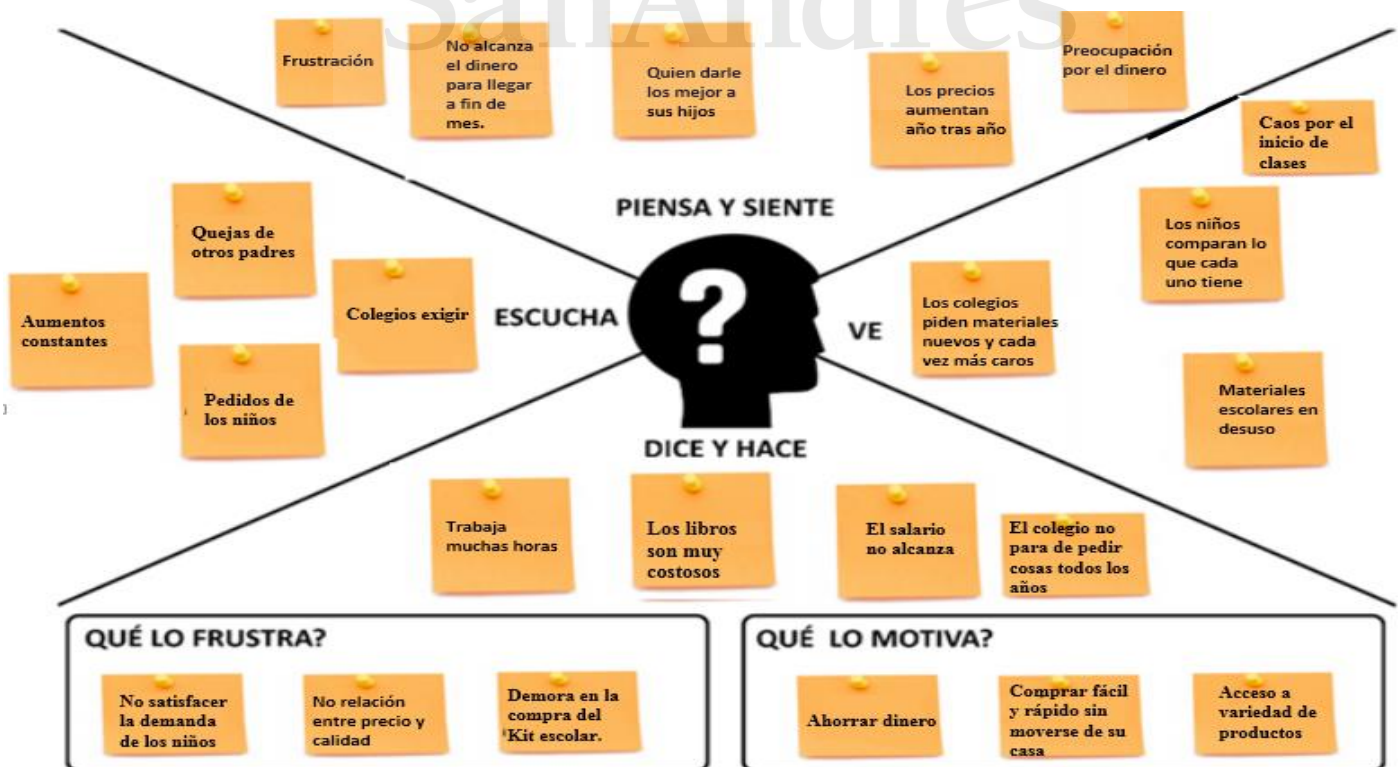 SanAndrés
Frustración
No alcanza
el dinero
para llegar
a fin de
mes.
Quien darle
los mejor a
sus hijos
Los precios
aumentan
año tras año
Preocupación
por el dinero
Caos por el
inicio de
clases
PIENSA Y SIENTE
Quejas de
otros padres
Los niños
comparan lo
que cada
uno tiene
Aumentos
constantes
Colegios exigir
ESCUCHA
?
VE
Los colegios
piden materiales
nuevos y cada
vez más caros
Pedidos de
los niños
Materiales
escolares en
desuso
DICE Y HACE
Trabaja
muchas horas
Los libros
son muy
costosos
El salario
no alcanza
El colegio no
para de pedir
cosas todos los
años
QUÉ LO FRUSTRA?
No satisfacer
la demanda
de los niños
No relación
entre precio y
calidad
Demora en la
compra del
Kit escolar.
QUÉ LO MOTIVA?
Ahorrar dinero
Comprar fácil
y rápido sin
moverse de su
casa
Acceso a
variedad de
productos